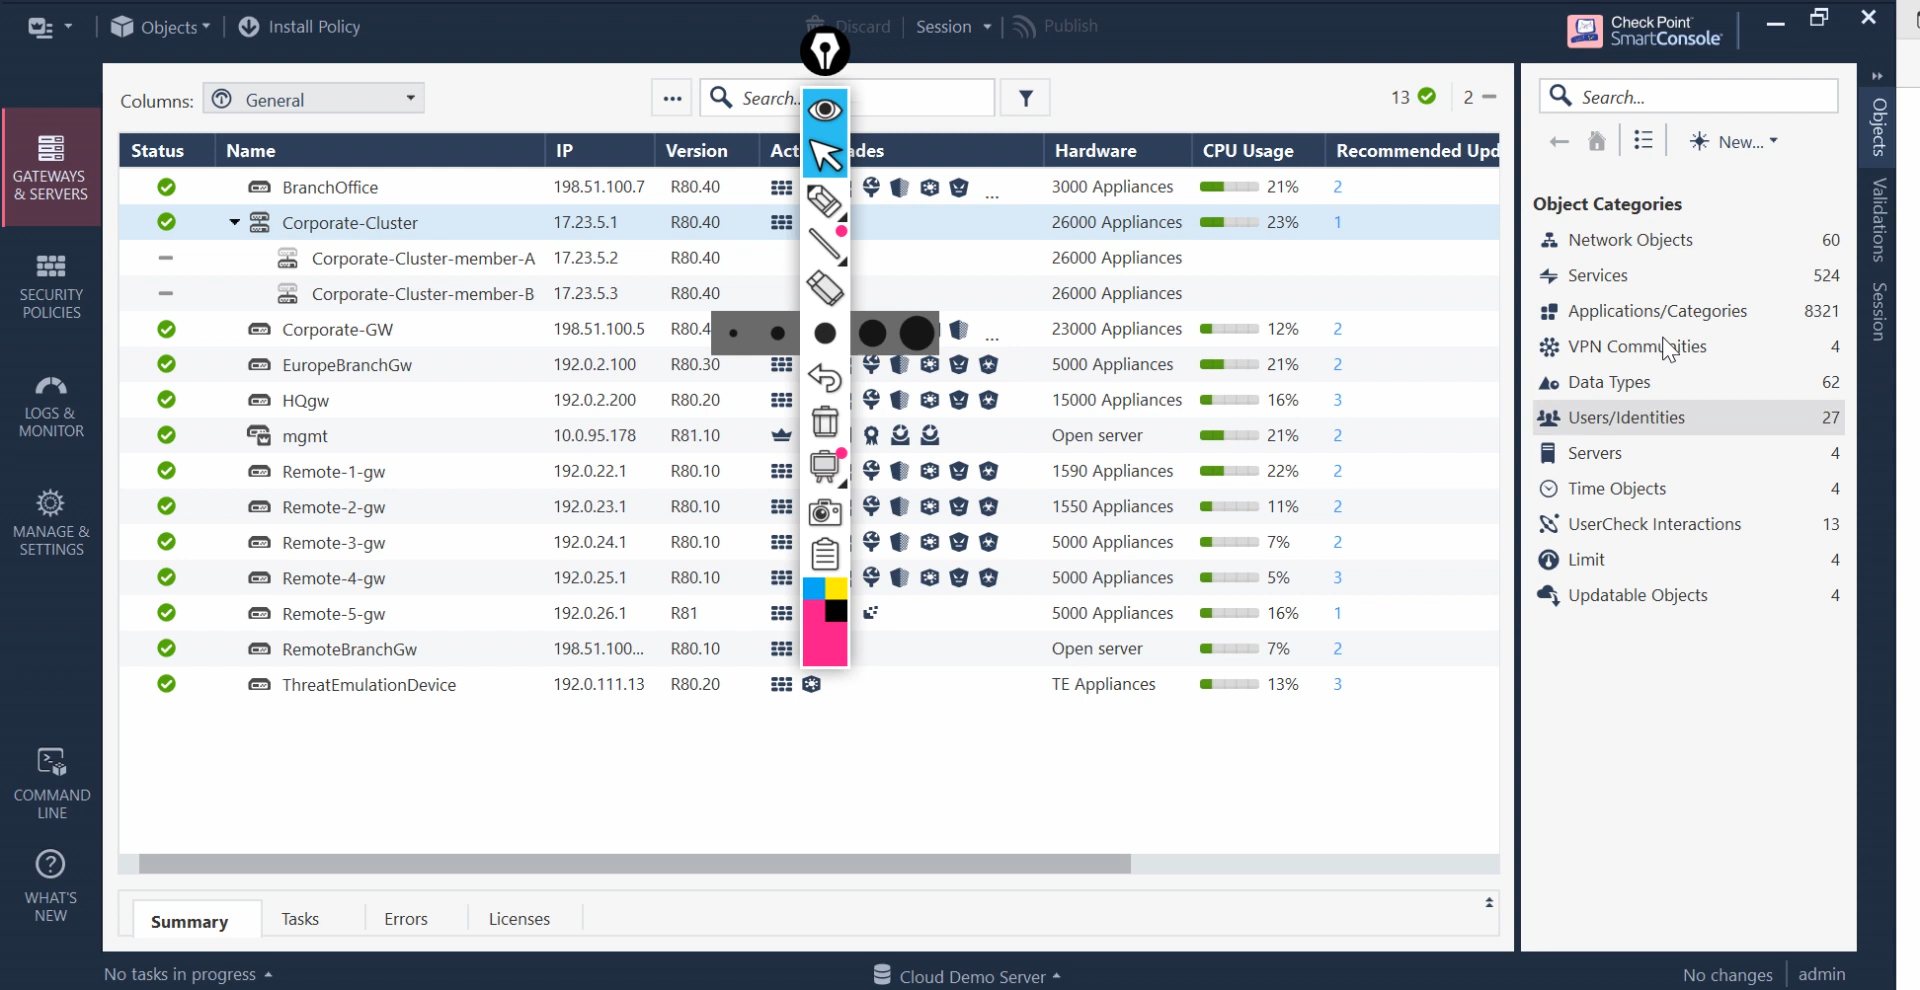 Objects
Install Policy
Discard
Session
Publish
Check Point
SmartConsole
Columns:
General
...
Search..
13
2
Status Name IP Version Act ades Hardware CPU Usage Recommended Upd
BranchOffice 198.51.100.7 R80.40 ... 3000 Appliances 21% 2
Corporate-Cluster 17.23.5.1 R80.40 26000 Appliances 23% 1
Corporate-Cluster-member-A 17.23.5.2 R80.40 26000 Appliances
Corporate-Cluster-member-B 17.23.5.3 R80.40 26000 Appliances
Corporate-GW 198.51.100.5 R80.4 ... 23000 Appliances 12% 2
EuropeBranchGw 192.0.2.100 R80.30 5000 Appliances 21% 2
HQgw 192.0.2.200 R80.20 15000 Appliances 16% 3
mgmt 10.0.95.178 R81.10 Open server 21% 2
Remote-1-gw 192.0.22.1 R80.10 1590 Appliances 22% 2
Remote-2-gw 192.0.23.1 R80.10 1550 Appliances 11% 2
Remote-3-gw 192.0.24.1 R80.10 5000 Appliances 7% 2
Remote-4-gw 192.0.25.1 R80.10 5000 Appliances 5% 3
Remote-5-gw 192.0.26.1 R81 5000 Appliances 16% 1
RemoteBranchGw 198.51.100... R80.10 Open server 7% 2
ThreatEmulationDevice 192.0.111.13 R80.20 TE Appliances 13% 3
Summary
Tasks
Errors
Licenses
GATEWAYS
& SERVERS
SECURITY
POLICIES
LOGS &
MONITOR
MANAGE &
SETTINGS
COMMAND
LINE
WHAT'S
NEW
Search...
New...
Object Categories
Network Objects 60
Services 524
Applications/Categories 8321
VPN Communities 4
Data Types 62
Users/Identities 27
Servers 4
Time Objects 4
UserCheck Interactions 13
Limit 4
Updatable Objects 4
Objects
Validations
Session
No tasks in progress
Cloud Demo Server
No changes
admin